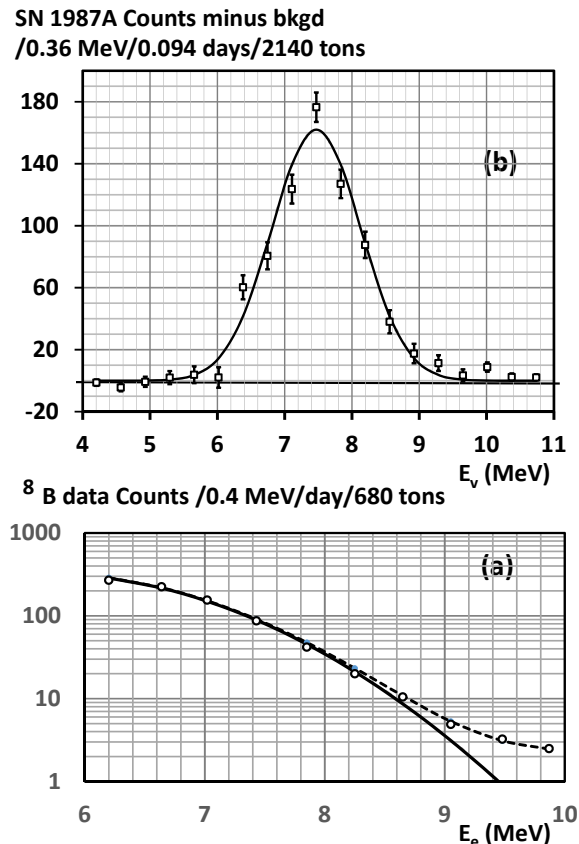 SN 1987A Counts minus bkgd
/0.36 MeV/0.094 days/2140 tons
180
(b)
140
100
60
20
-20
4 5 6 7 8 9 10 11
Eᵥ (MeV)
⁸ B data Counts /0.4 MeV/day/680 tons
1000
(a)
100
10
1
6 7 8 9 10
Eₑ (MeV)